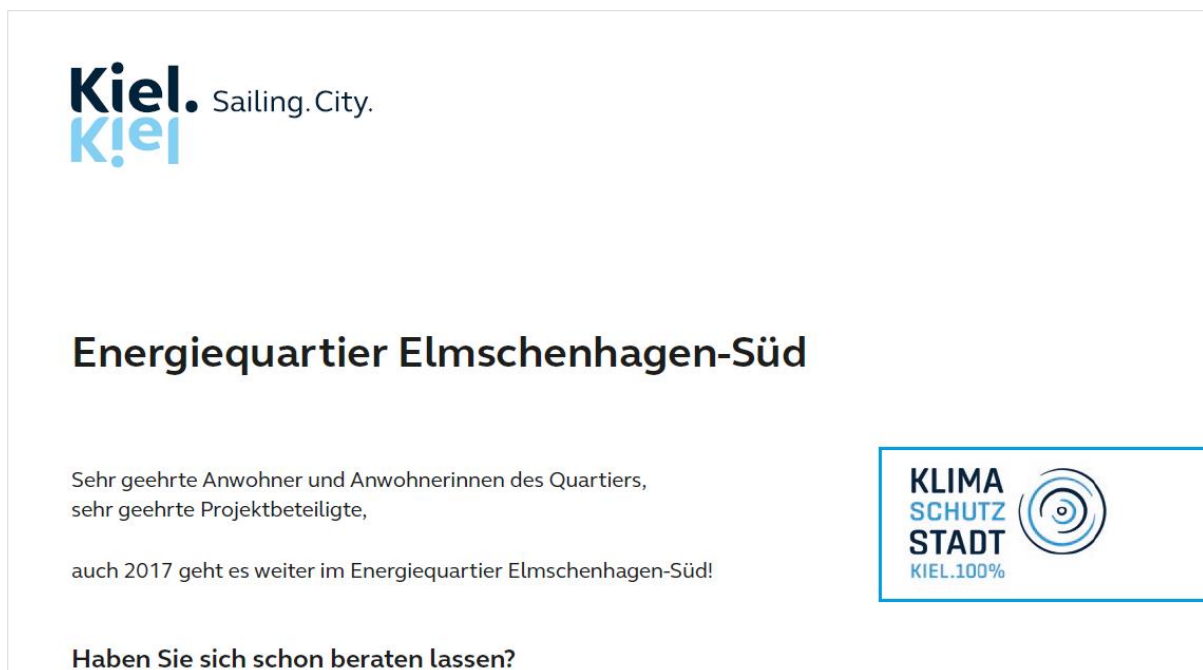 Kiel. Sailing.City.
Kiel
Energiequartier Elmschenhagen-Süd
Sehr geehrte Anwohner und Anwohnerinnen des Quartiers,
sehr geehrte Projektbeteiligte,
auch 2017 geht es weiter im Energiequartier Elmschenhagen-Süd!
KLIMA
SCHUTZ
STADT
KIEL.100%
Haben Sie sich schon beraten lassen?